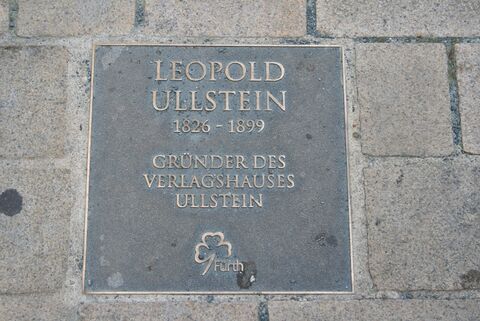 LEOPOLD
ULLSTEIN
1826 - 1899
GRÜNDER DES
VERLAGSHAUSES
ULLSTEIN
Fürth